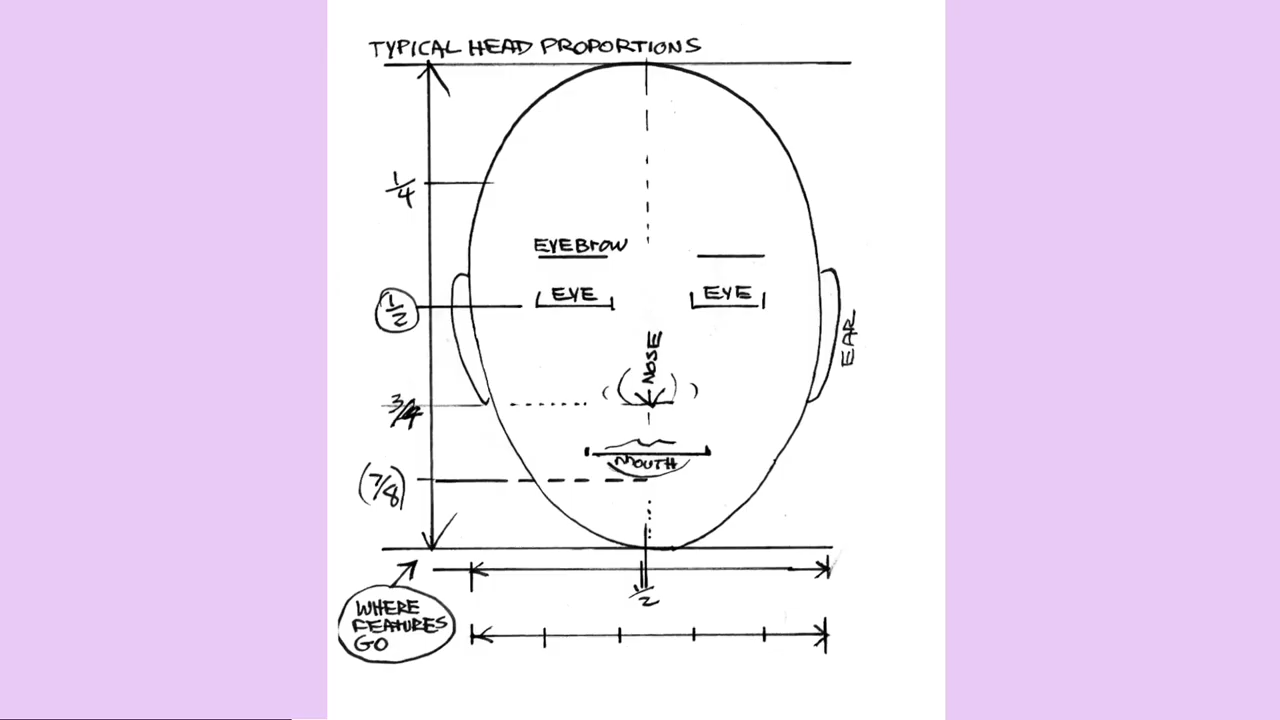 TYPICAL HEAD PROPORTIONS
1/4
EYEBrOW
EYE EYE
1/2
NOSE
EAR
3/4
MOUTH
(7/8)
1/2
WHERE
FEATURES
GO